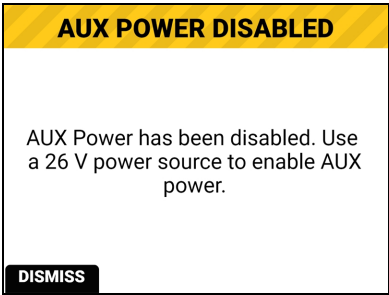 AUX POWER DISABLED
AUX Power has been disabled. Use
a 26 V power source to enable AUX
power.
DISMISS